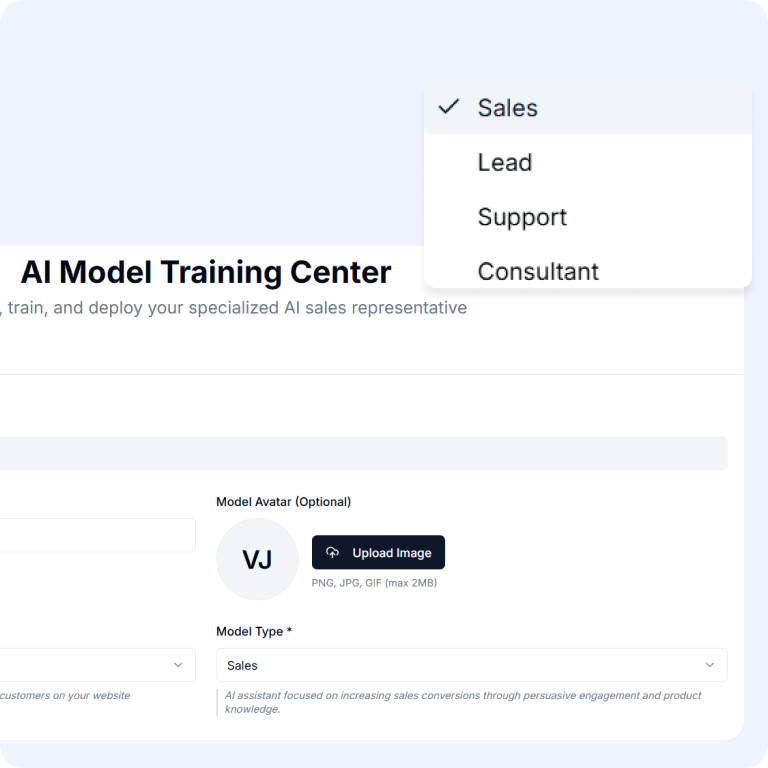 Sales
Lead
Support
Consultant
AI Model Training Center
, train, and deploy your specialized AI sales representative
Model Avatar (Optional)
VJ
Upload Image
PNG, JPG, GIF (max 2MB)
Model Type *
Sales
customers on your website
AI assistant focused on increasing sales conversions through persuasive engagement and product
knowledge.